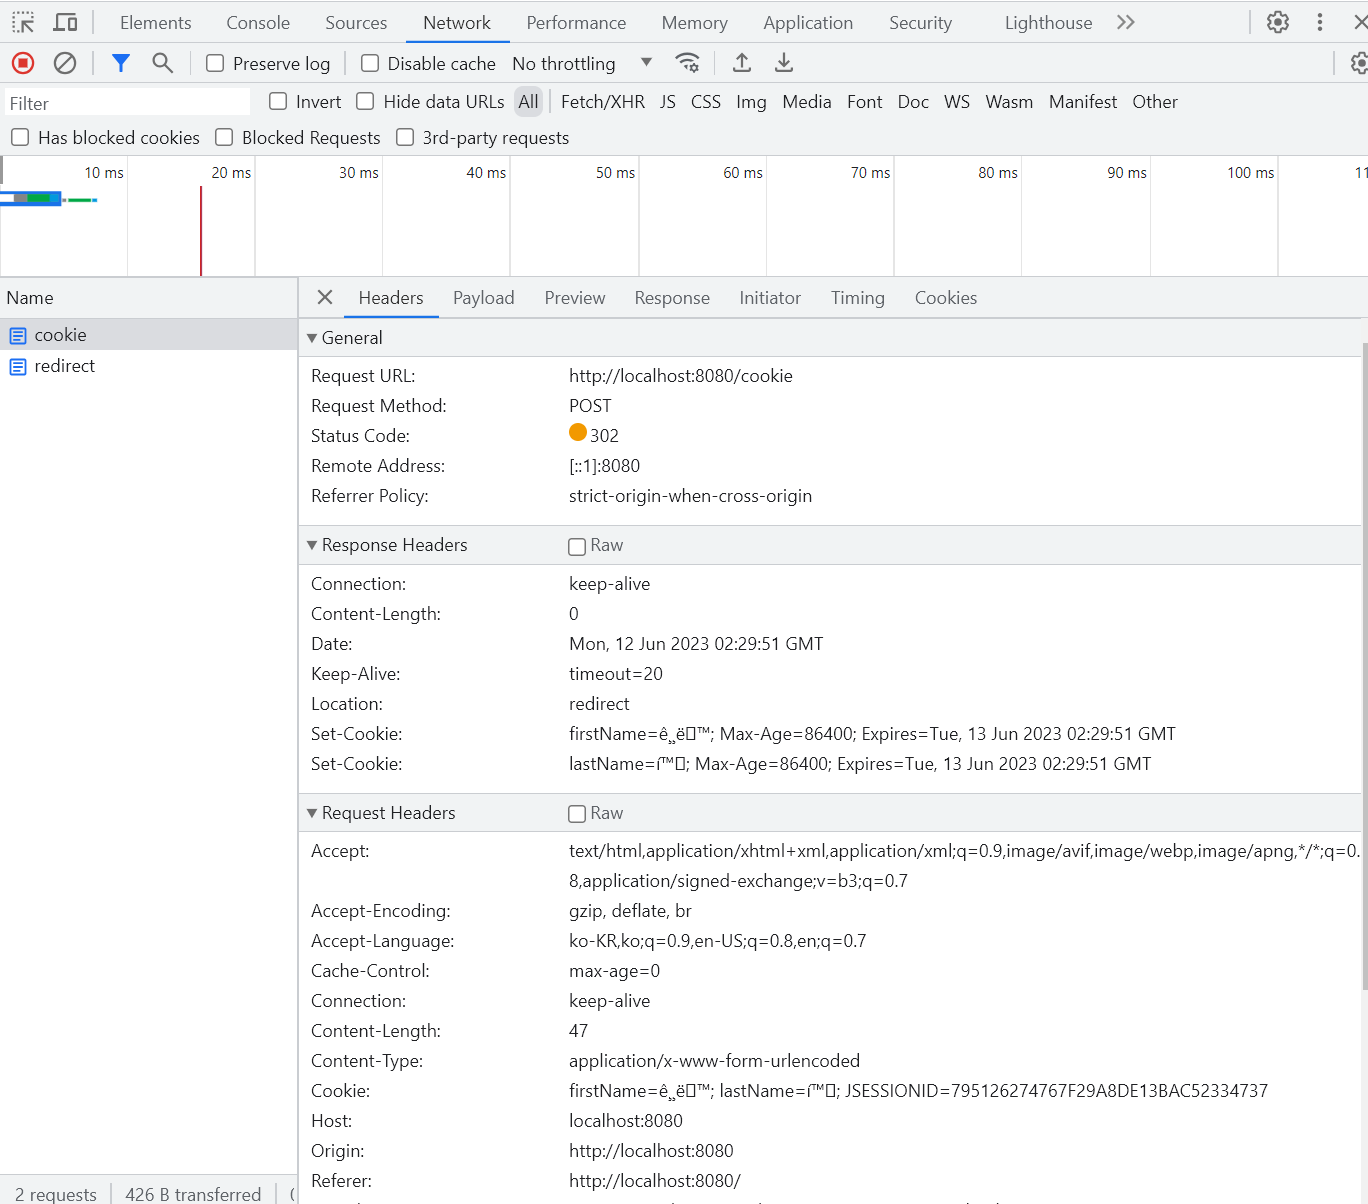 Elements Console Sources Network Performance Memory Application Security Lighthouse
Preserve log Disable cache No throttling
Filter Invert Hide data URLs All Fetch/XHR JS CSS Img Media Font Doc WS Wasm Manifest Other
Has blocked cookies Blocked Requests 3rd-party requests
10 ms 20 ms 30 ms 40 ms 50 ms 60 ms 70 ms 80 ms 90 ms 100 ms 11
Name
cookie
redirect
Headers Payload Preview Response Initiator Timing Cookies
General
Request URL: http://localhost:8080/cookie
Request Method: POST
Status Code: 302
Remote Address: [::1]:8080
Referrer Policy: strict-origin-when-cross-origin
Response Headers Raw
Connection: keep-alive
Content-Length: 0
Date: Mon, 12 Jun 2023 02:29:51 GMT
Keep-Alive: timeout=20
Location: redirect
Set-Cookie: firstName=ê¸¸ë□™; Max-Age=86400; Expires=Tue, 13 Jun 2023 02:29:51 GMT
Set-Cookie: lastName=í™□; Max-Age=86400; Expires=Tue, 13 Jun 2023 02:29:51 GMT
Request Headers Raw
Accept: text/html,application/xhtml+xml,application/xml;q=0.9,image/avif,image/webp,image/apng,*/*;q=0.
8,application/signed-exchange;v=b3;q=0.7
Accept-Encoding: gzip, deflate, br
Accept-Language: ko-KR,ko;q=0.9,en-US;q=0.8,en;q=0.7
Cache-Control: max-age=0
Connection: keep-alive
Content-Length: 47
Content-Type: application/x-www-form-urlencoded
Cookie: firstName=ê¸¸ë□™; lastName=í™□; JSESSIONID=795126274767F29A8DE13BAC52334737
Host: localhost:8080
Origin: http://localhost:8080
Referer: http://localhost:8080/
2 requests 426 B transferred